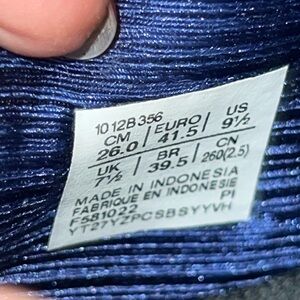 1012B356
CM EURO US
26.0 41.5 9½
UK BR CN
7½ 39.5 260(2.5)
MADE IN INDONESIA
FABRIQUE EN INDONESIE
F581022 PI
YT27YZPCSBSYYVH